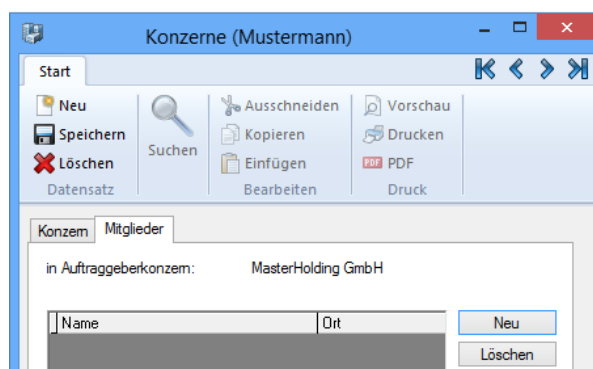 Konzerne (Mustermann)
Start
Neu
Speichern
Löschen
Datensatz
Suchen
Ausschneiden
Kopieren
Einfügen
Bearbeiten
Vorschau
Drucken
PDF PDF
Druck
Konzern Mitglieder
in Auftraggeberkonzern: MasterHolding GmbH
Name Ort
Neu
Löschen